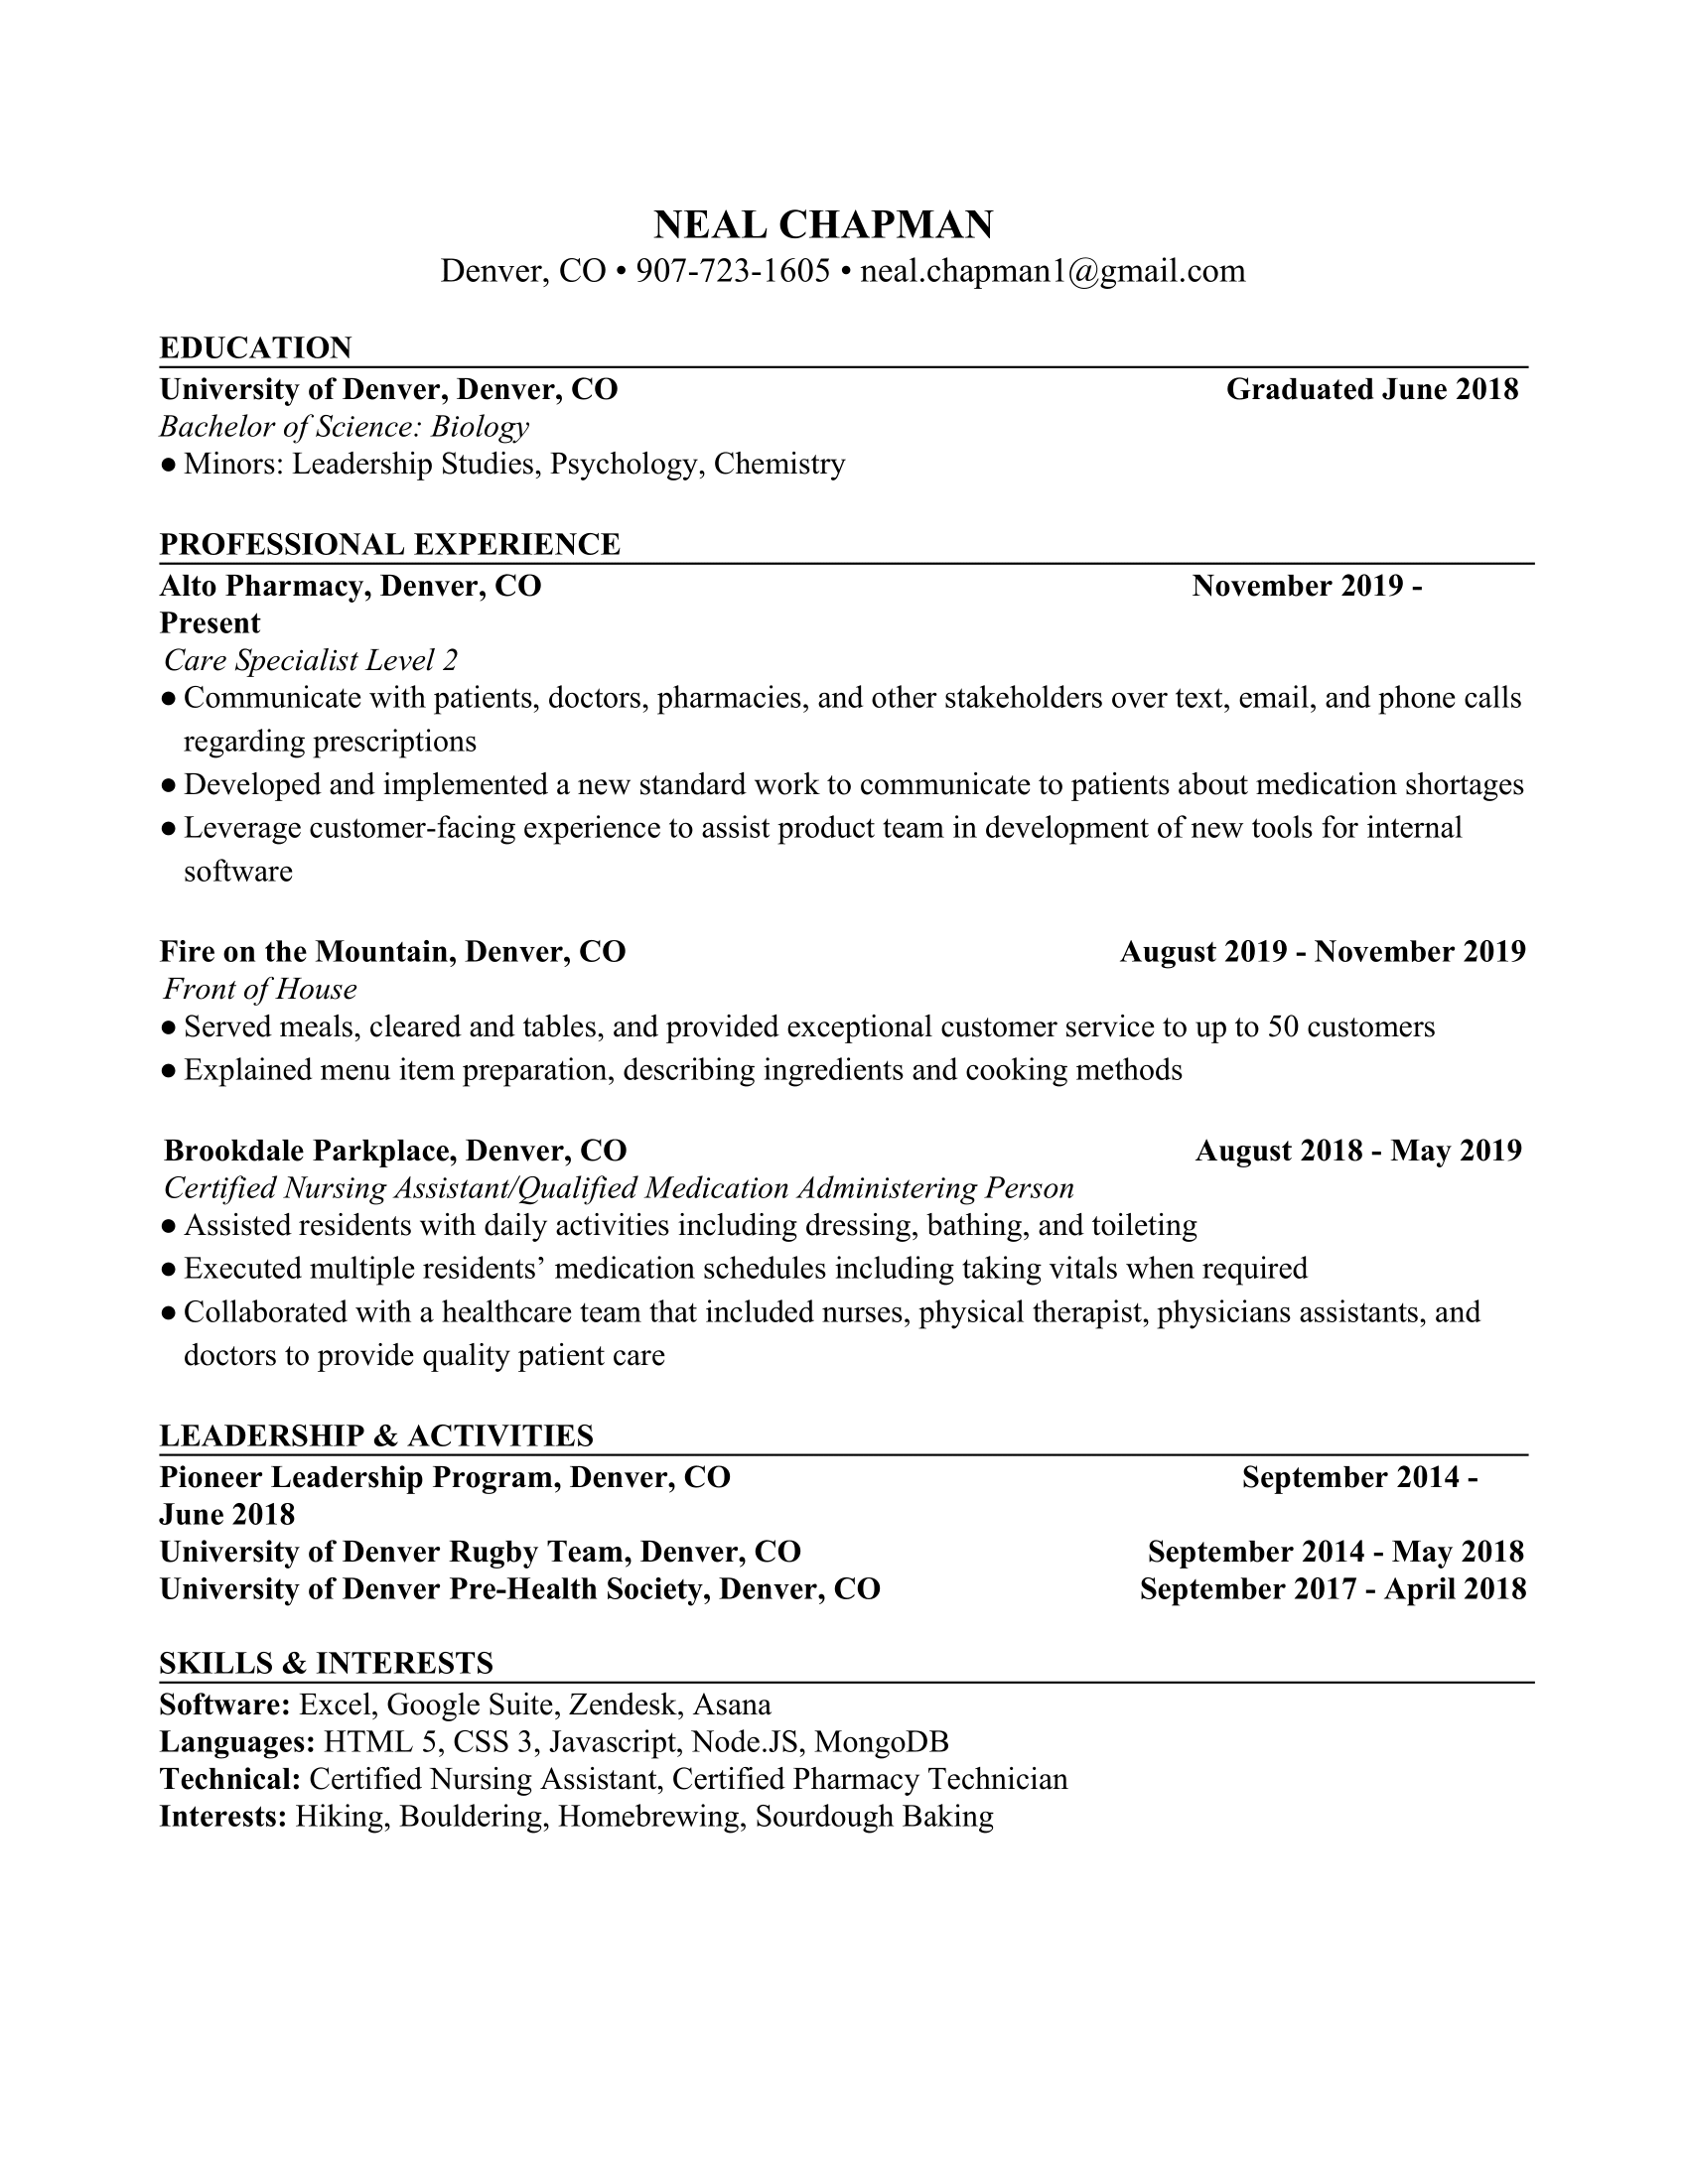 NEAL CHAPMAN
Denver, CO • 907-723-1605 • neal.chapman1@gmail.com
EDUCATION
University of Denver, Denver, CO Graduated June 2018
Bachelor of Science: Biology
● Minors: Leadership Studies, Psychology, Chemistry
PROFESSIONAL EXPERIENCE
Alto Pharmacy, Denver, CO November 2019 -
Present
Care Specialist Level 2
● Communicate with patients, doctors, pharmacies, and other stakeholders over text, email, and phone calls
regarding prescriptions
● Developed and implemented a new standard work to communicate to patients about medication shortages
● Leverage customer-facing experience to assist product team in development of new tools for internal
software
Fire on the Mountain, Denver, CO August 2019 - November 2019
Front of House
● Served meals, cleared and tables, and provided exceptional customer service to up to 50 customers
● Explained menu item preparation, describing ingredients and cooking methods
Brookdale Parkplace, Denver, CO August 2018 - May 2019
Certified Nursing Assistant/Qualified Medication Administering Person
● Assisted residents with daily activities including dressing, bathing, and toileting
● Executed multiple residents’ medication schedules including taking vitals when required
● Collaborated with a healthcare team that included nurses, physical therapist, physicians assistants, and
doctors to provide quality patient care
LEADERSHIP & ACTIVITIES
Pioneer Leadership Program, Denver, CO September 2014 -
June 2018
University of Denver Rugby Team, Denver, CO September 2014 - May 2018
University of Denver Pre-Health Society, Denver, CO September 2017 - April 2018
SKILLS & INTERESTS
Software: Excel, Google Suite, Zendesk, Asana
Languages: HTML 5, CSS 3, Javascript, Node.JS, MongoDB
Technical: Certified Nursing Assistant, Certified Pharmacy Technician
Interests: Hiking, Bouldering, Homebrewing, Sourdough Baking